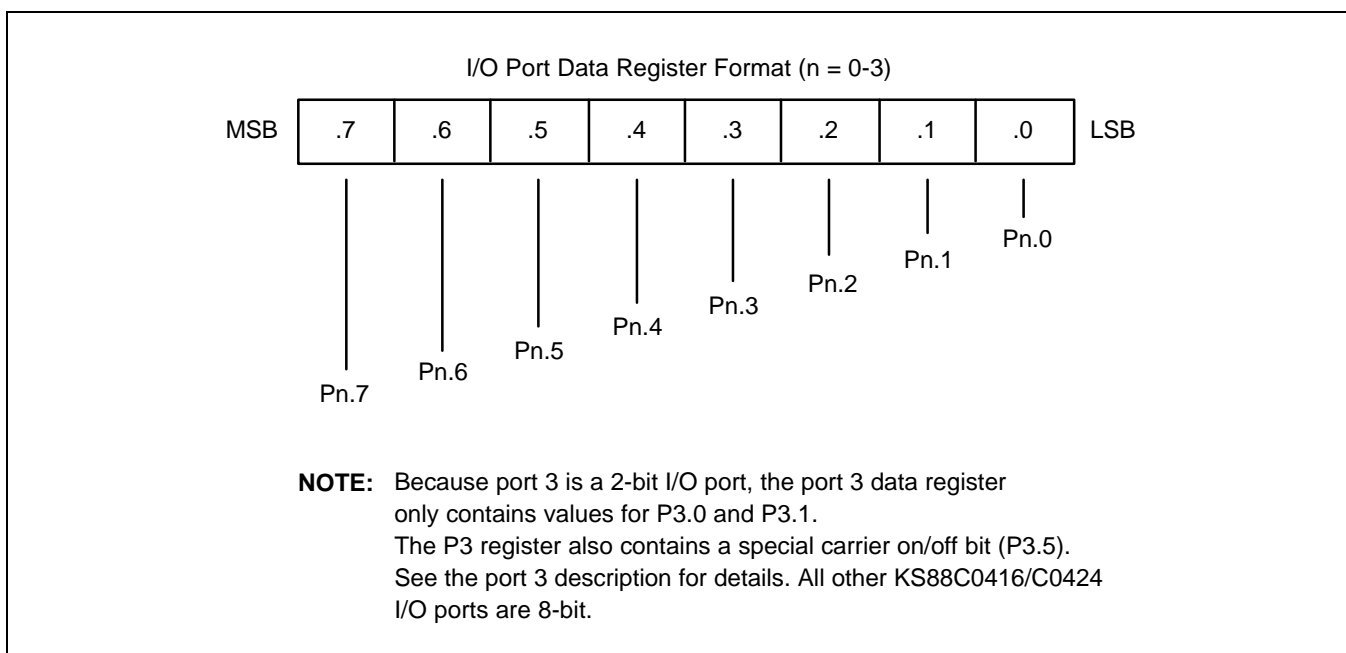 I/O Port Data Register Format (n = 0-3)
MSB .7 .6 .5 .4 .3 .2 .1 .0 LSB
Pn.0
Pn.1
Pn.2
Pn.3
Pn.4
Pn.5
Pn.6
Pn.7
NOTE: Because port 3 is a 2-bit I/O port, the port 3 data register
only contains values for P3.0 and P3.1.
The P3 register also contains a special carrier on/off bit (P3.5).
See the port 3 description for details. All other KS88C0416/C0424
I/O ports are 8-bit.